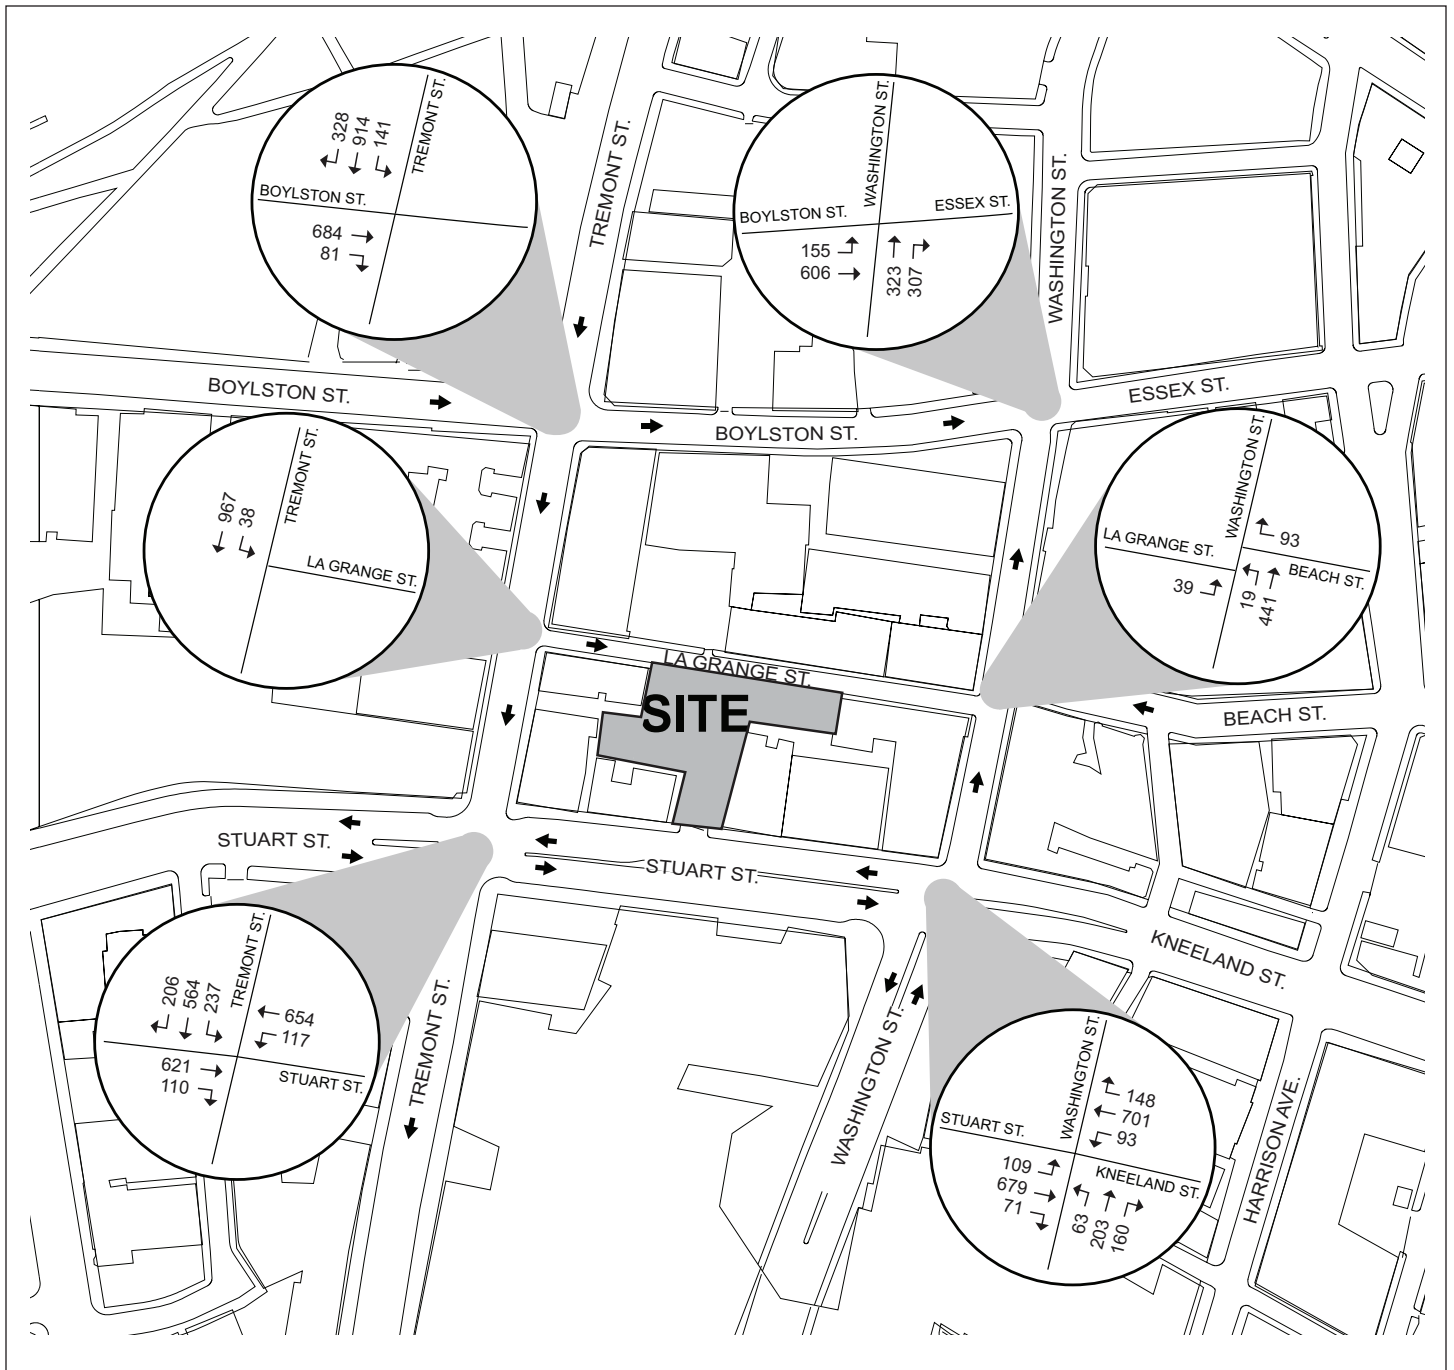 328
914
141
TREMONT ST.
BOYLSTON ST.
684
81
WASHINGTON ST.
BOYLSTON ST.
ESSEX ST.
155
606
323
307
TREMONT ST.
WASHINGTON ST.
BOYLSTON ST.
ESSEX ST.
BOYLSTON ST.
967
38
TREMONT ST.
LA GRANGE ST.
WASHINGTON ST.
LA GRANGE ST.
93
BEACH ST.
39
19
441
LA GRANGE ST.
SITE
BEACH ST.
STUART ST.
STUART ST.
KNEELAND ST.
206
564
237
TREMONT ST.
654
117
621
110
STUART ST.
TREMONT ST.
WASHINGTON ST.
WASHINGTON ST.
148
701
93
STUART ST.
109
679
71
KNEELAND ST.
63
203
160
HARRISON AVE.